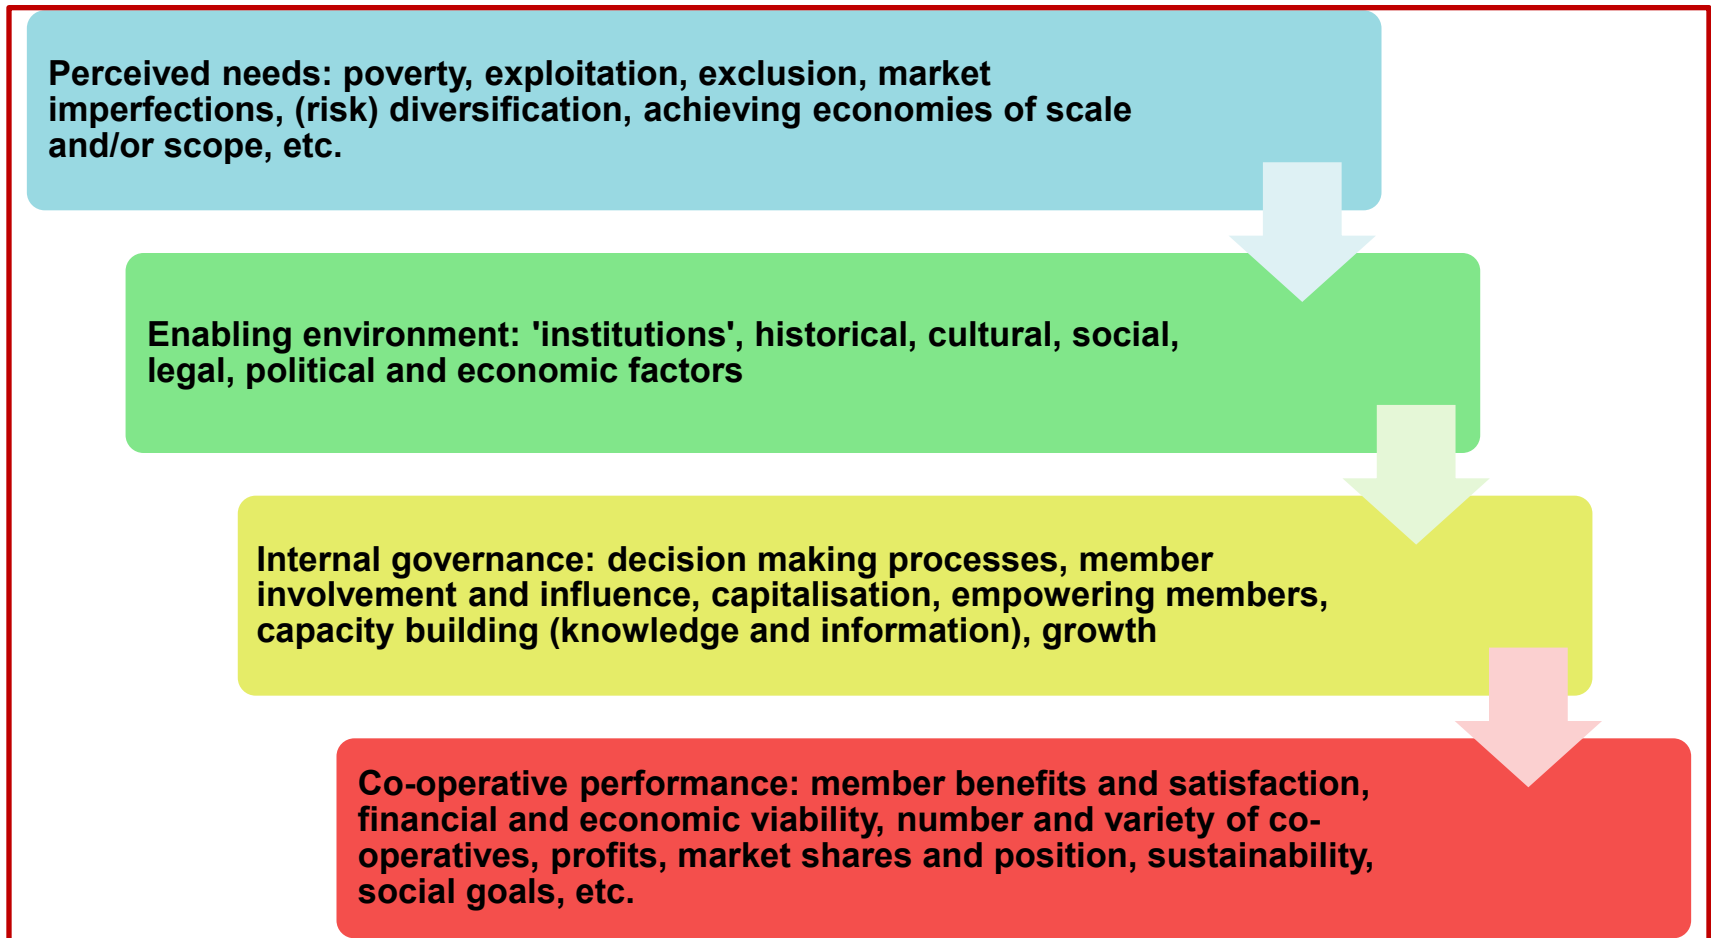 Perceived needs: poverty, exploitation, exclusion, market
imperfections, (risk) diversification, achieving economies of scale
and/or scope, etc.
Enabling environment: 'institutions', historical, cultural, social,
legal, political and economic factors
Internal governance: decision making processes, member
involvement and influence, capitalisation, empowering members,
capacity building (knowledge and information), growth
Co-operative performance: member benefits and satisfaction,
financial and economic viability, number and variety of co-
operatives, profits, market shares and position, sustainability,
social goals, etc.